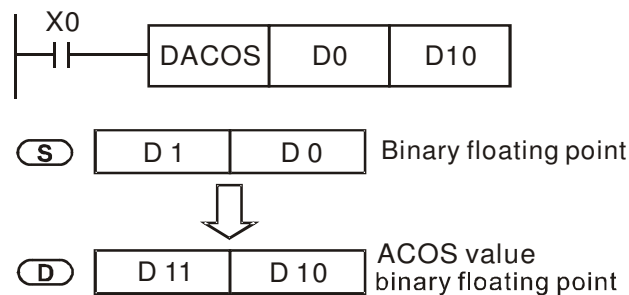 X0
DACOS D0 D10
S D 1 D 0 Binary floating point
D D 11 D 10 ACOS value
binary floating point